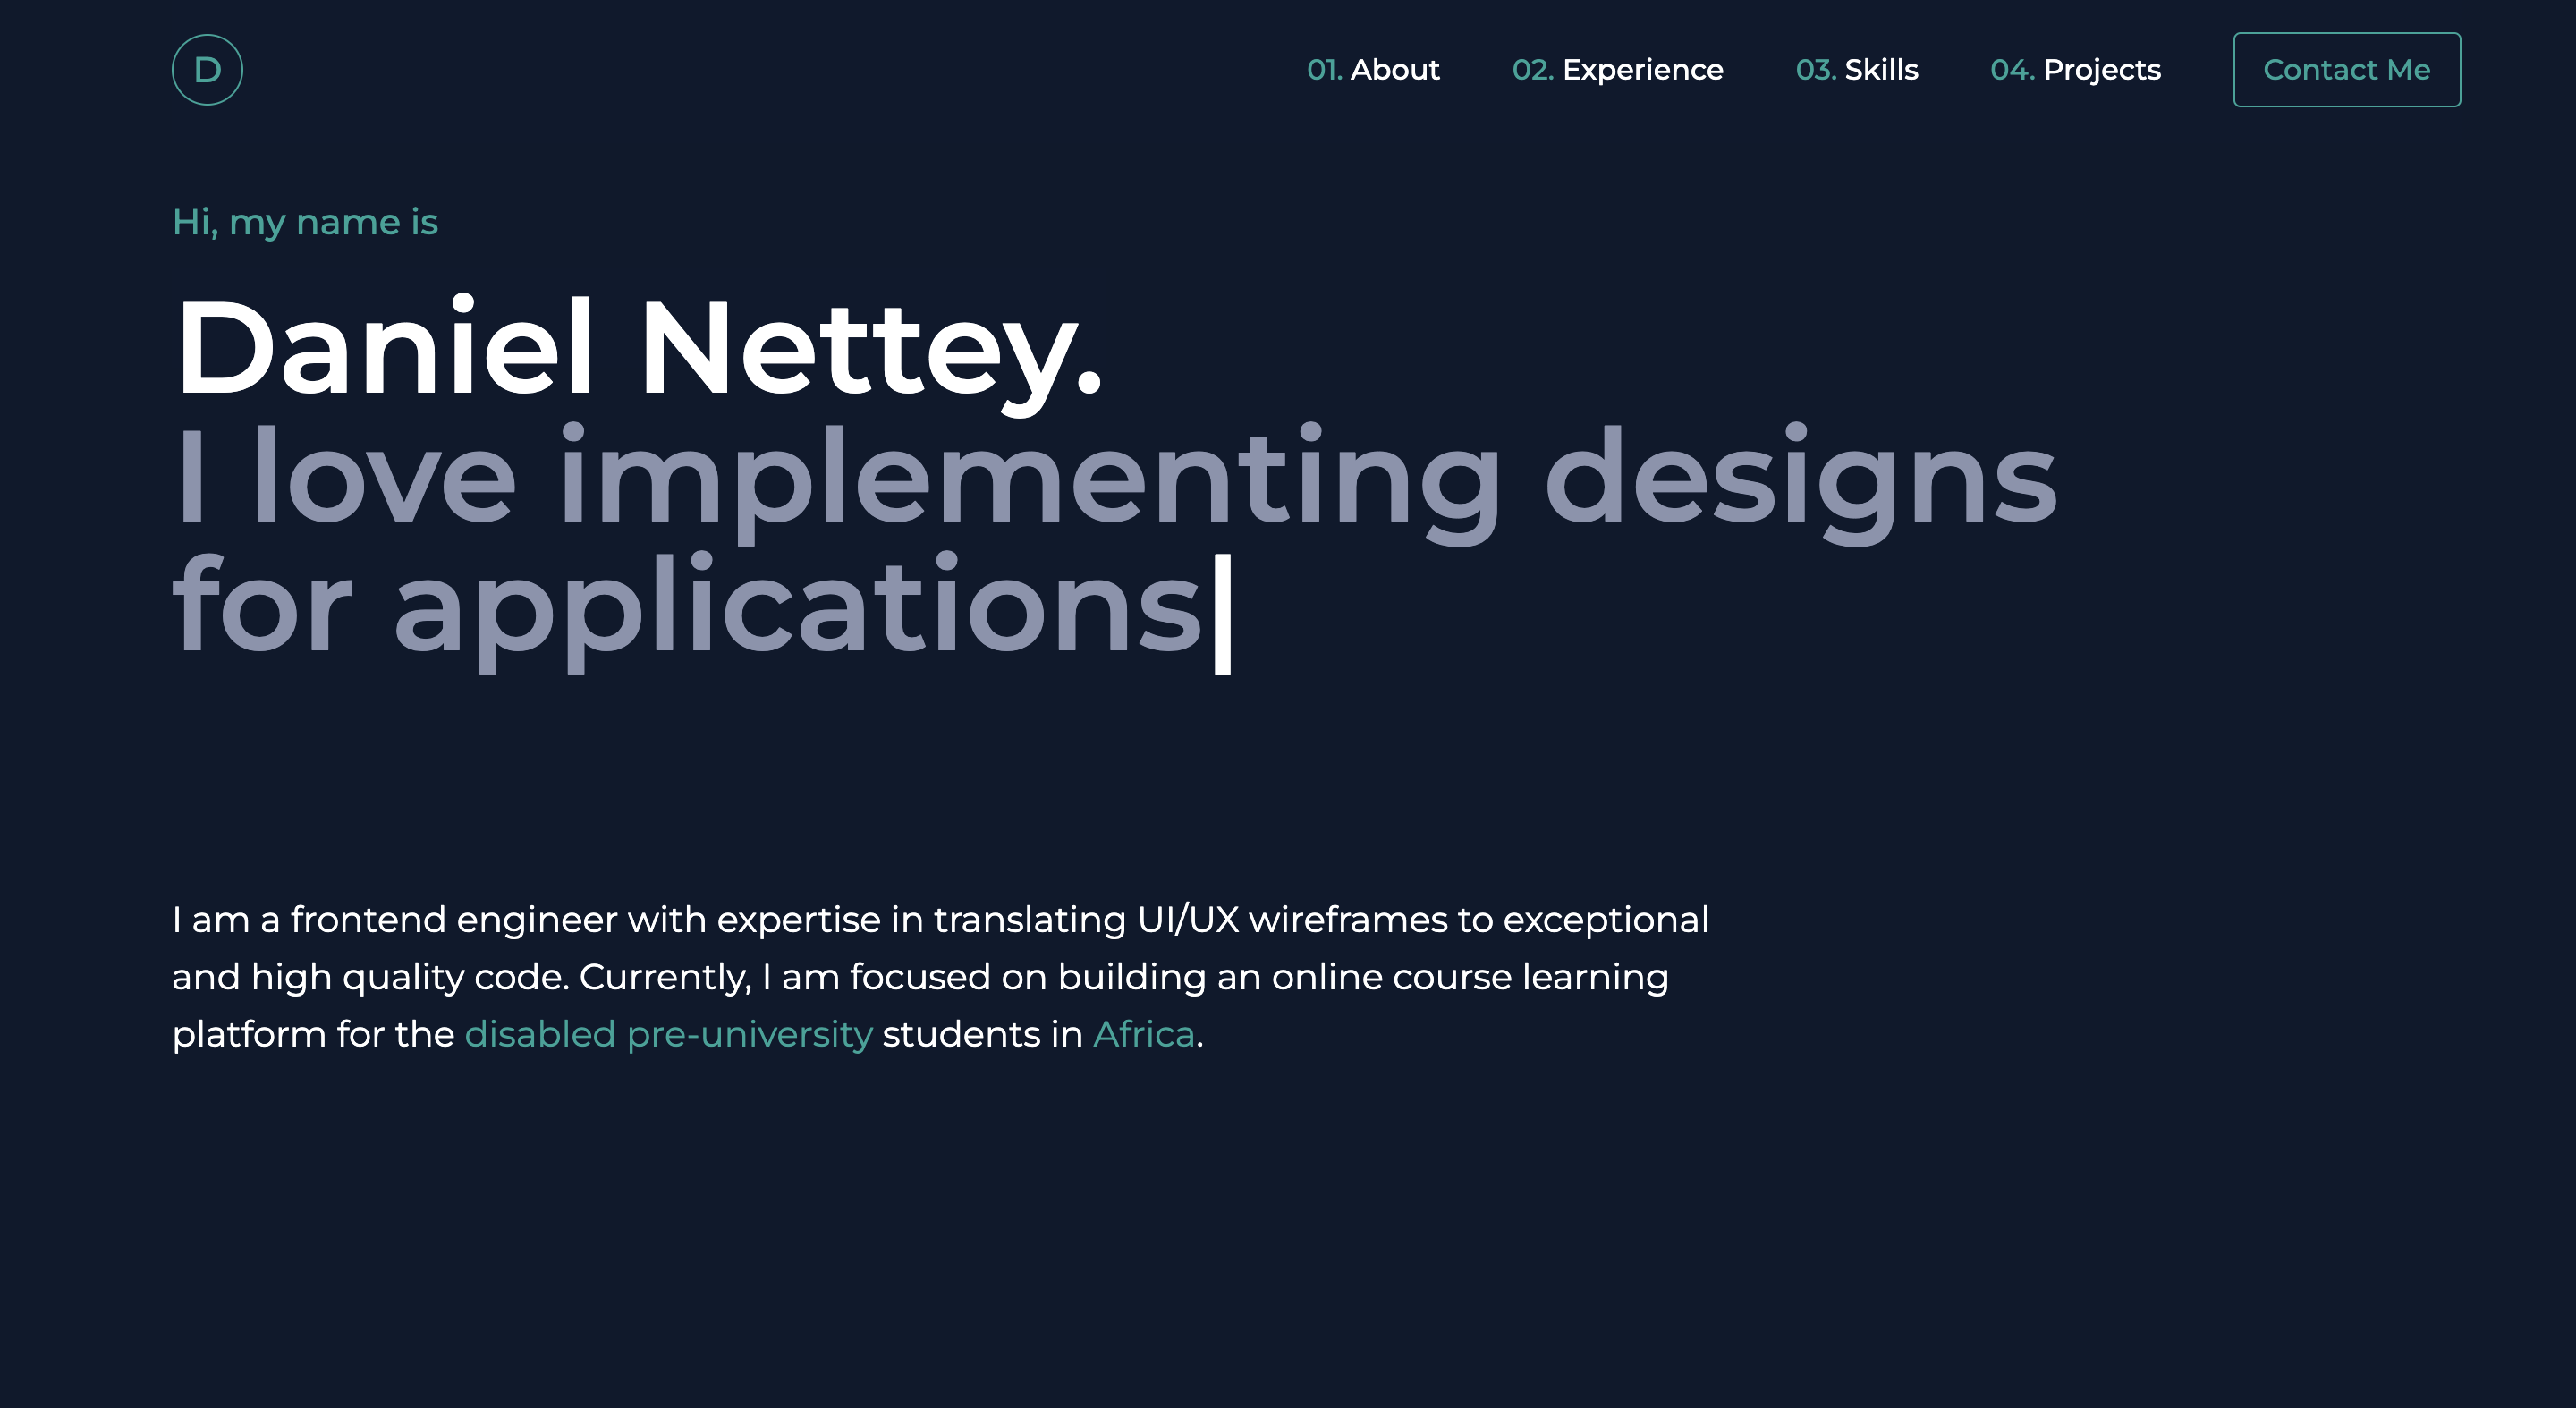 D
01. About 02. Experience 03. Skills 04. Projects Contact Me
Hi, my name is
Daniel Nettey.
I love implementing designs
for applications|
I am a frontend engineer with expertise in translating UI/UX wireframes to exceptional
and high quality code. Currently, I am focused on building an online course learning
platform for the disabled pre-university students in Africa.